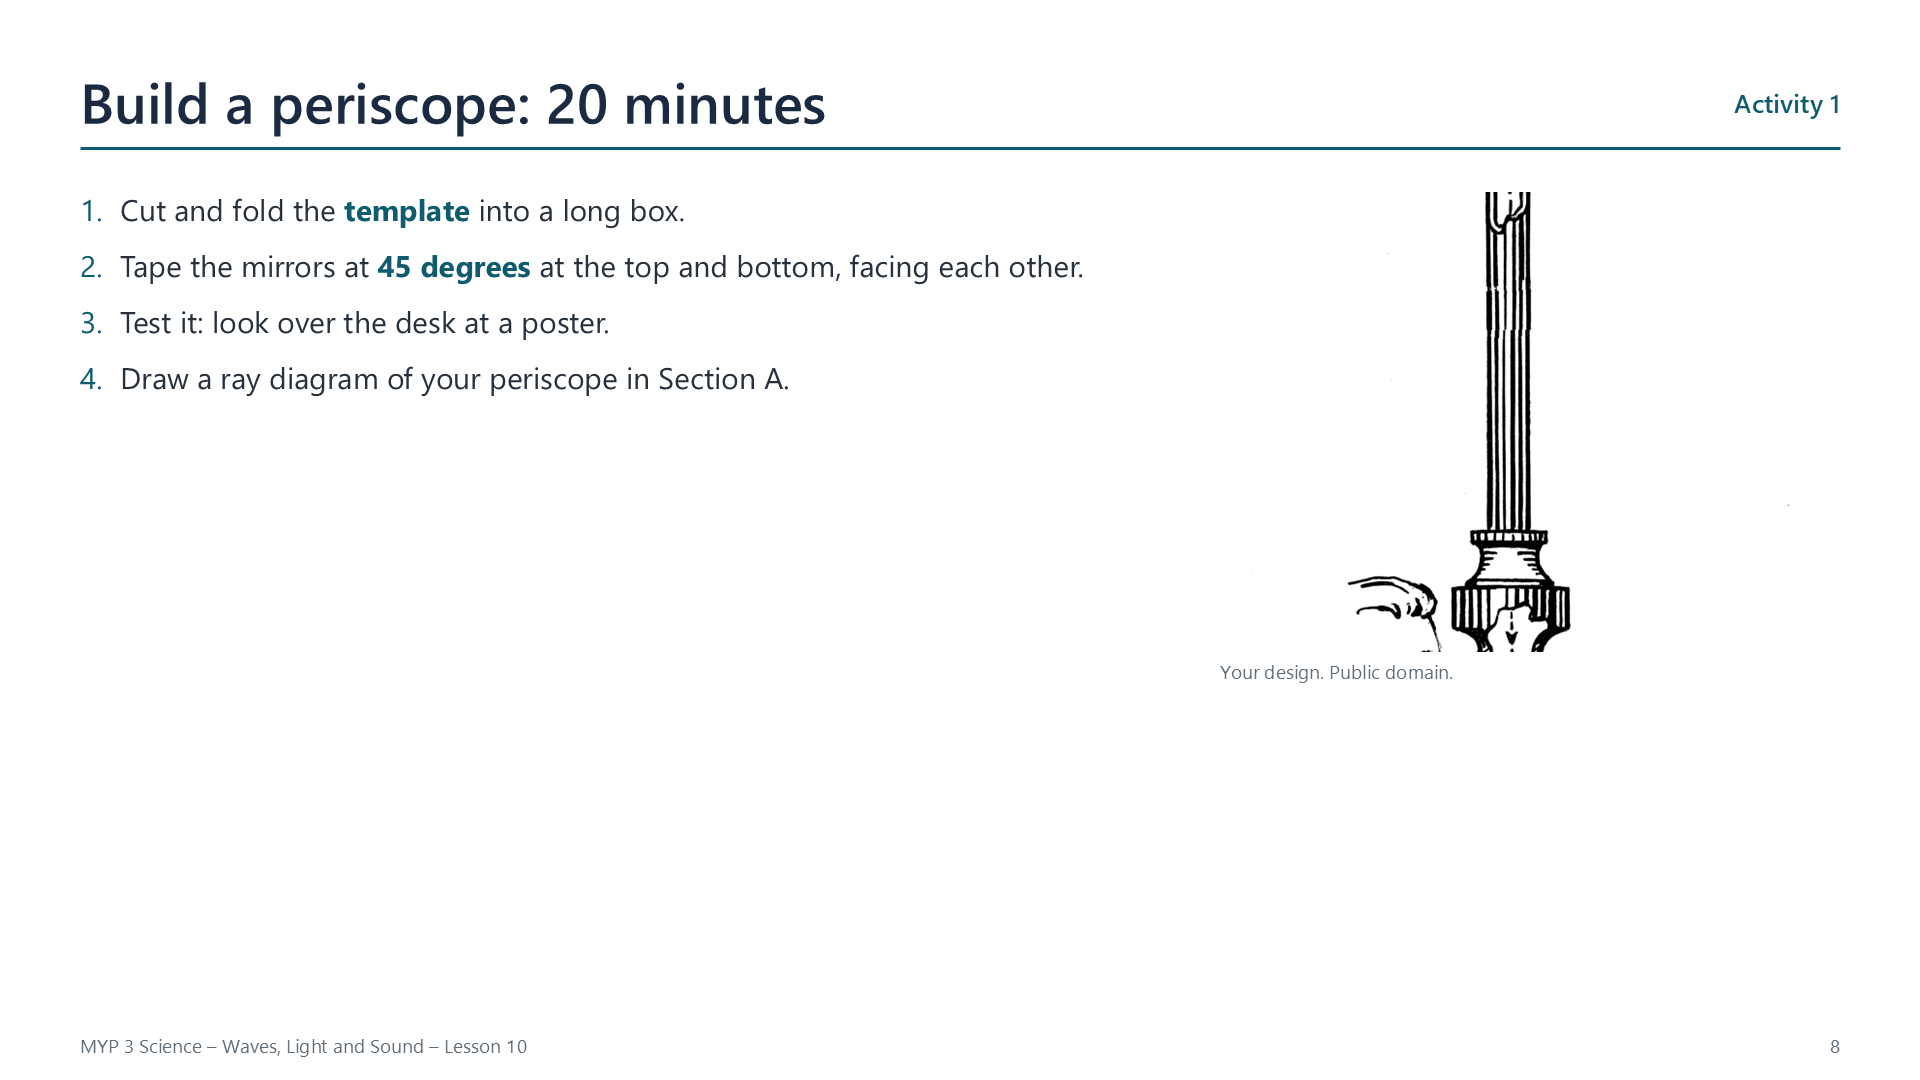 Build a periscope: 20 minutes
Activity 1
1. Cut and fold the template into a long box.
2. Tape the mirrors at 45 degrees at the top and bottom, facing each other.
3. Test it: look over the desk at a poster.
4. Draw a ray diagram of your periscope in Section A.
Your design. Public domain.
MYP 3 Science – Waves, Light and Sound – Lesson 10
8